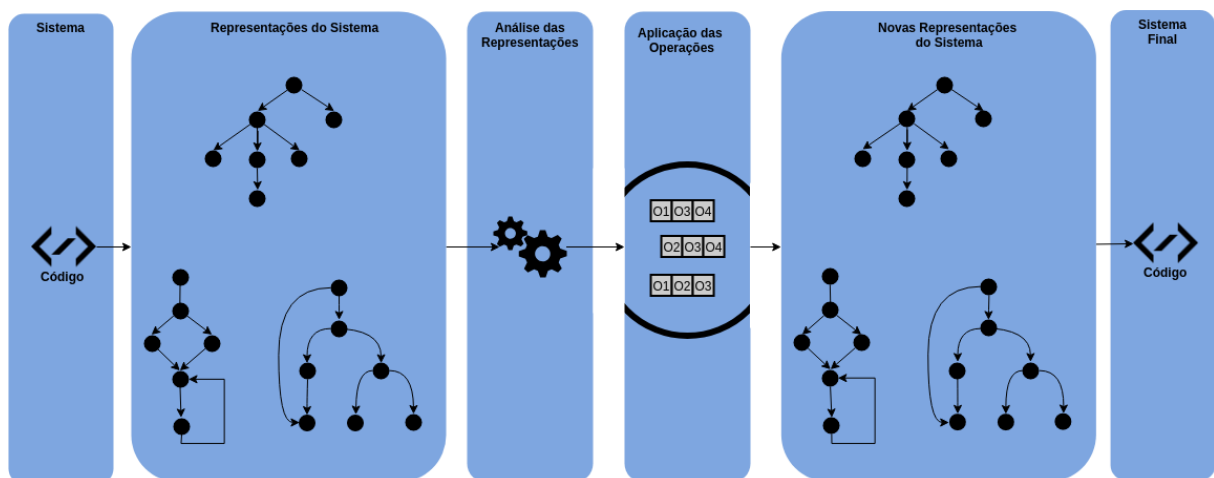 Sistema
Representações do Sistema
Análise das
Representações
Aplicação das
Operações
Novas Representações
do Sistema
Sistema
Final
Código
O1 O3 O4
O2 O3 O4
O1 O2 O3
Código